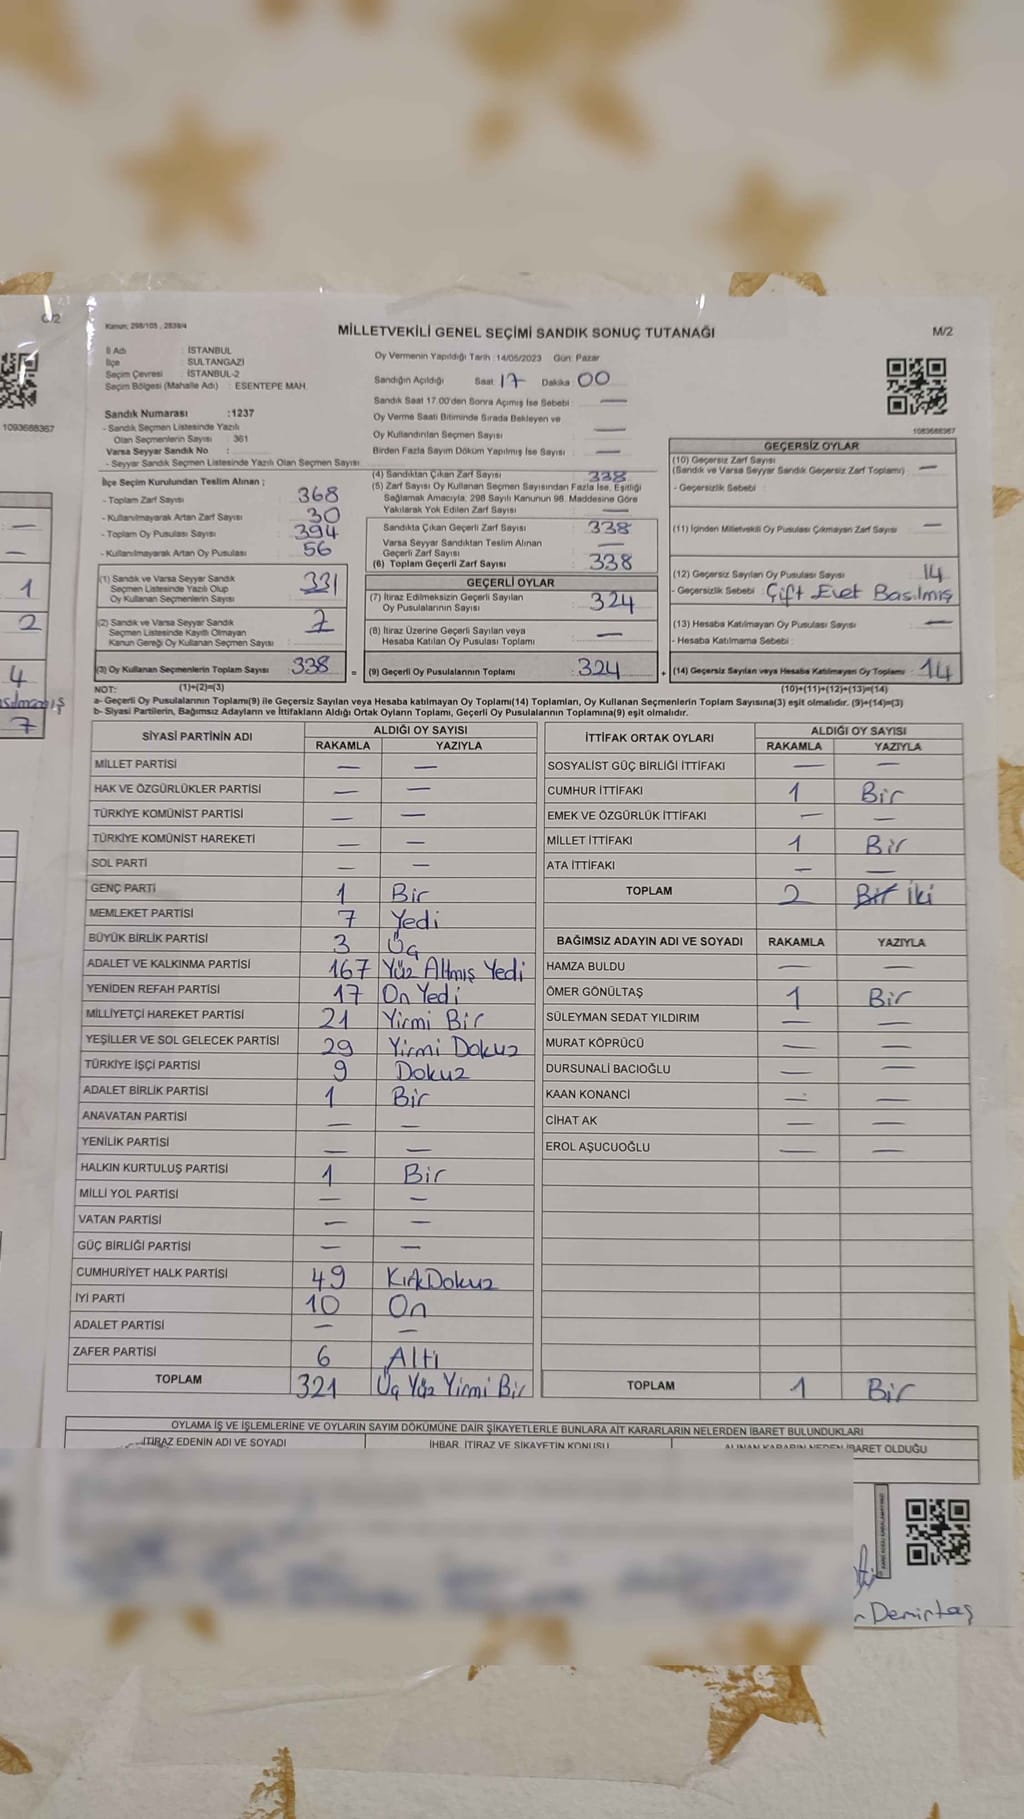 C/2
1093688367
1
2
4
7
Kanun; 298/105 , 2839/4
MİLLETVEKİLİ GENEL SEÇİMİ SANDIK SONUÇ TUTANAĞI
M/2
İl Adı : İSTANBUL
İlçe : SULTANGAZİ
Seçim Çevresi : İSTANBUL-2
Seçim Bölgesi (Mahalle Adı) : ESENTEPE MAH.
Sandık Numarası :1237
- Sandık Seçmen Listesinde Yazılı
Olan Seçmenlerin Sayısı : 361
Varsa Seyyar Sandık No :
- Seyyar Sandık Seçmen Listesinde Yazılı Olan Seçmen Sayısı
İlçe Seçim Kurulundan Teslim Alınan ;
- Toplam Zarf Sayısı 368
- Kullanılmayarak Artan Zarf Sayısı 30
- Toplam Oy Pusulası Sayısı 394
- Kullanılmayarak Artan Oy Pusulası 56
(1) Sandık ve Varsa Seyyar Sandık
Seçmen Listesinde Yazılı Olup
Oy Kullanan Seçmenlerin Sayısı 331
(2) Sandık ve Varsa Seyyar Sandık
Seçmen Listesinde Kayıtlı Olmayan
Kanun Gereği Oy Kullanan Seçmen Sayısı 7
(3) Oy Kullanan Seçmenlerin Toplam Sayısı 338
Oy Vermenin Yapıldığı Tarih :14/05/2023 Gün: Pazar
Sandığın Açıldığı Saat 17 Dakika 00
Sandık Saat 17.00'den Sonra Açımış İse Sebebi : —
Oy Verme Saati Bitiminde Sırada Bekleyen ve
Oy Kullandırılan Seçmen Sayısı —
Birden Fazla Sayım Döküm Yapılmış İse Sayısı : —
(4) Sandıktan Çıkan Zarf Sayısı 338
(5) Zarf Sayısı Oy Kullanan Seçmen Sayısından Fazla İse, Eşitliği
Sağlamak Amacıyla, 298 Sayılı Kanunun 98. Maddesine Göre
Yakılarak Yok Edilen Zarf Sayısı —
Sandıkta Çıkan Geçerli Zarf Sayısı 338
Varsa Seyyar Sandıktan Teslim Alınan
Geçerli Zarf Sayısı —
(6) Toplam Geçerli Zarf Sayısı 338
GEÇERLİ OYLAR
(7) İtiraz Edilmeksizin Geçerli Sayılan
Oy Pusulalarının Sayısı 324
(8) İtiraz Üzerine Geçerli Sayılan veya
Hesaba Katılan Oy Pusulası Toplamı —
= (9) Geçerli Oy Pusulalarının Toplamı 324
1083688367
GEÇERSİZ OYLAR
(10) Geçersiz Zarf Sayısı
(Sandık ve Varsa Seyyar Sandık Geçersiz Zarf Toplamı) —
- Geçersizlik Sebebi :
(11) İçinden Milletvekili Oy Pusulası Çıkmayan Zarf Sayısı —
(12) Geçersiz Sayılan Oy Pusulası Sayısı 14
- Geçersizlik Sebebi : Çift Evet Basılmış
(13) Hesaba Katılmayan Oy Pusulası Sayısı —
- Hesaba Katılmama Sebebi :
+ (14) Geçersiz Sayılan veya Hesaba Katılmayan Oy Toplamı 14
NOT: (1)+(2)=(3) (10)+(11)+(12)+(13)=(14)
a- Geçerli Oy Pusulalarının Toplamı(9) ile Geçersiz Sayılan veya Hesaba katılmayan Oy Toplamı(14) Toplamları, Oy Kullanan Seçmenlerin Toplam Sayısına(3) eşit olmalıdır. (9)+(14)=(3)
b- Siyasi Partilerin, Bağımsız Adayların ve İttifakların Aldığı Ortak Oyların Toplamı, Geçerli Oy Pusulalarının Toplamına(9) eşit olmalıdır.
SİYASİ PARTİNİN ADI ALDIĞI OY SAYISI
RAKAMLA YAZIYLA
MİLLET PARTİSİ — —
HAK VE ÖZGÜRLÜKLER PARTİSİ — —
TÜRKİYE KOMÜNİST PARTİSİ — —
TÜRKİYE KOMÜNİST HAREKETİ — —
SOL PARTİ — —
GENÇ PARTİ 1 Bir
MEMLEKET PARTİSİ 7 Yedi
BÜYÜK BİRLİK PARTİSİ 3 Üç
ADALET VE KALKINMA PARTİSİ 167 Yüz Altmış Yedi
YENİDEN REFAH PARTİSİ 17 On Yedi
MİLLİYETÇİ HAREKET PARTİSİ 21 Yirmi Bir
YEŞİLLER VE SOL GELECEK PARTİSİ 29 Yirmi Dokuz
TÜRKİYE İŞÇİ PARTİSİ 9 Dokuz
ADALET BİRLİK PARTİSİ 1 Bir
ANAVATAN PARTİSİ — —
YENİLİK PARTİSİ — —
HALKIN KURTULUŞ PARTİSİ 1 Bir
MİLLİ YOL PARTİSİ — —
VATAN PARTİSİ — —
GÜÇ BİRLİĞİ PARTİSİ — —
CUMHURİYET HALK PARTİSİ 49 KırkDokuz
İYİ PARTİ 10 On
ADALET PARTİSİ — —
ZAFER PARTİSİ 6 Altı
TOPLAM 321 Üç Yüz Yirmi Bir
İTTİFAK ORTAK OYLARI ALDIĞI OY SAYISI
RAKAMLA YAZIYLA
SOSYALİST GÜÇ BİRLİĞİ İTTİFAKI — —
CUMHUR İTTİFAKI 1 Bir
EMEK VE ÖZGÜRLÜK İTTİFAKI — —
MİLLET İTTİFAKI 1 Bir
ATA İTTİFAKI — —
TOPLAM 2 Bir İki
BAĞIMSIZ ADAYIN ADI VE SOYADI RAKAMLA YAZIYLA
HAMZA BULDU — —
ÖMER GÖNÜLTAŞ 1 Bir
SÜLEYMAN SEDAT YILDIRIM — —
MURAT KÖPRÜCÜ — —
DURSUNALİ BACIOĞLU — —
KAAN KONANCİ — —
CİHAT AK — —
EROL AŞUCUOĞLU — —
TOPLAM 1 Bir
OYLAMA İŞ VE İŞLEMLERİNE VE OYLARIN SAYIM DÖKÜMÜNE DAİR ŞİKAYETLERLE BUNLARA AİT KARARLARIN NELERDEN İBARET BULUNDUKLARI
İTİRAZ EDENİN ADI VE SOYADI İHBAR, İTİRAZ VE ŞİKAYETİN KONUSU ALINAN KARARIN NEDEN İBARET OLDUĞU
Demirtaş